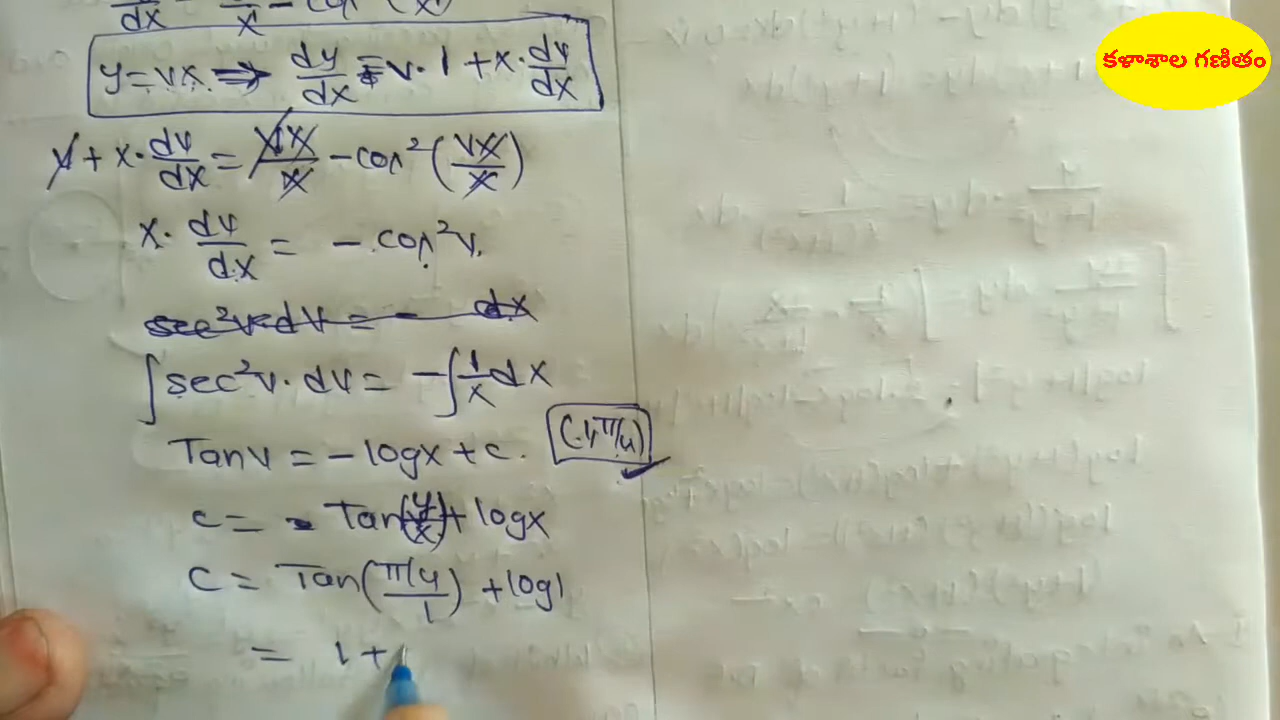 కళాశాల గణితం
y = vx ⇒ dy/dx = v·1 + x·dv/dx
v + x·dv/dx = vx/x - cos²(vx/x)
x·dv/dx = - cos²v
sec²v·dv = - dx
∫sec²v·dv = -∫1/x dx
Tanv = -logx + c. (1,π/4)
c = Tan(y/x) + logx
c = Tan((π/4)/1) + log1
= 1 +